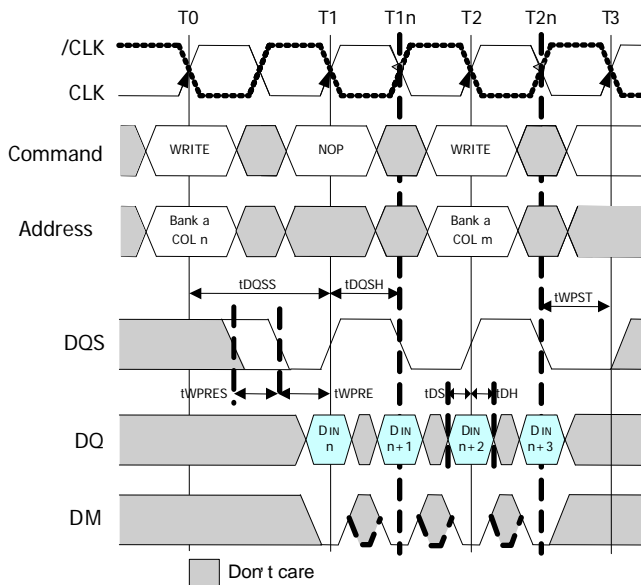 T0 T1 T1n T2 T2n T3
/CLK
CLK
Command WRITE NOP WRITE
Address Bank a COL n Bank a COL m
tDQSS tDQSH tWPST
DQS
tWPRES tWPRE tDS tDH
DQ DIN n DIN n+1 DIN n+2 DIN n+3
DM
Don't care